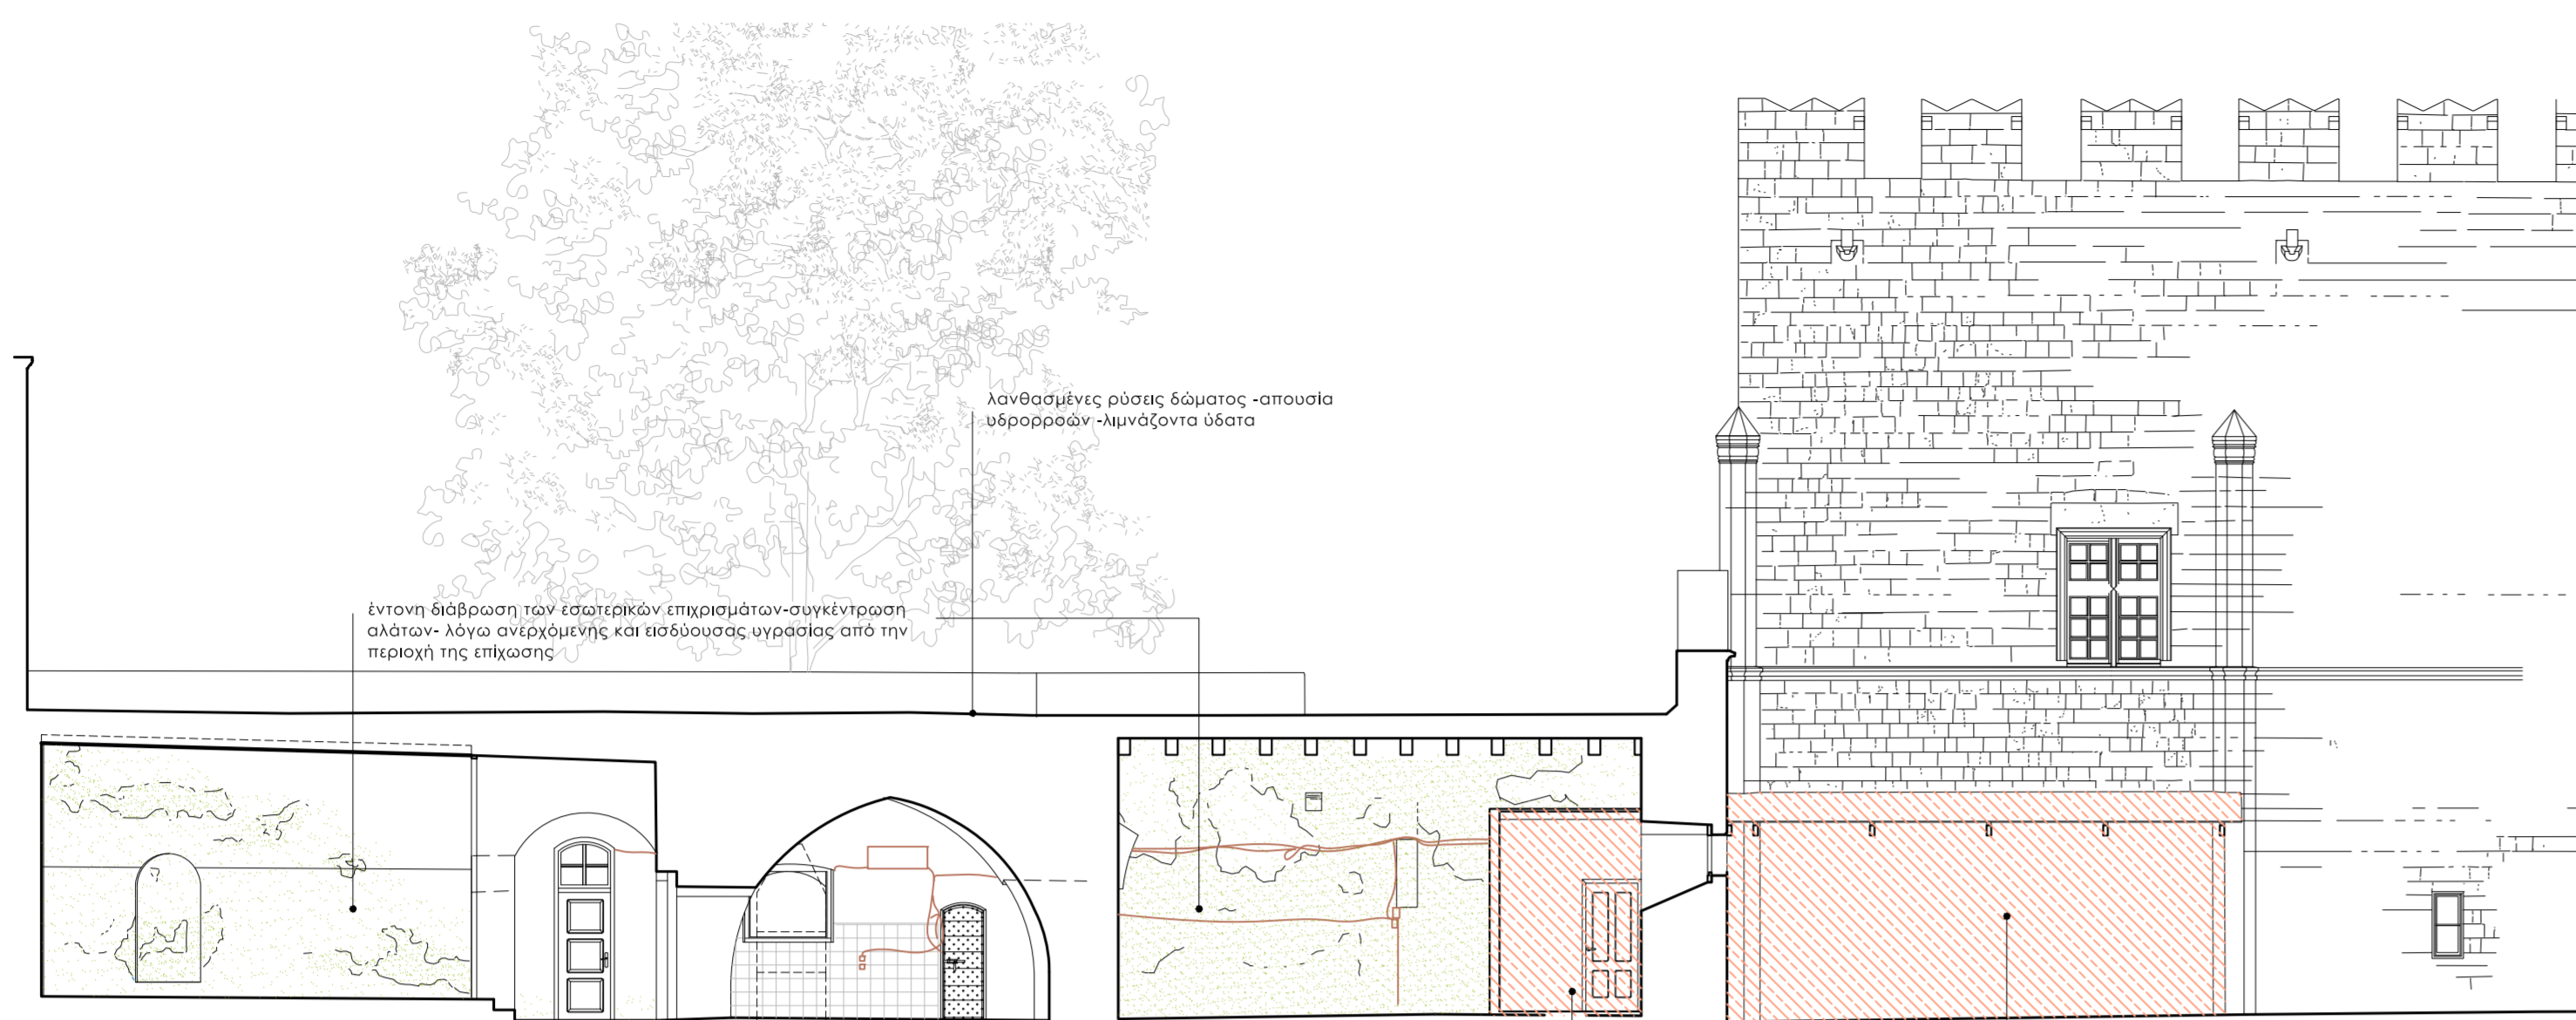 λανθασμένες ρύσεις δώματος -απουσία
υδρορροών -λιμνάζοντα ύδατα
έντονη διάβρωση των εσωτερικών επιχρισμάτων-συγκέντρωση
αλάτων- λόγω ανερχόμενης και εισδύουσας υγρασίας από την
περιοχή της επίχωσης